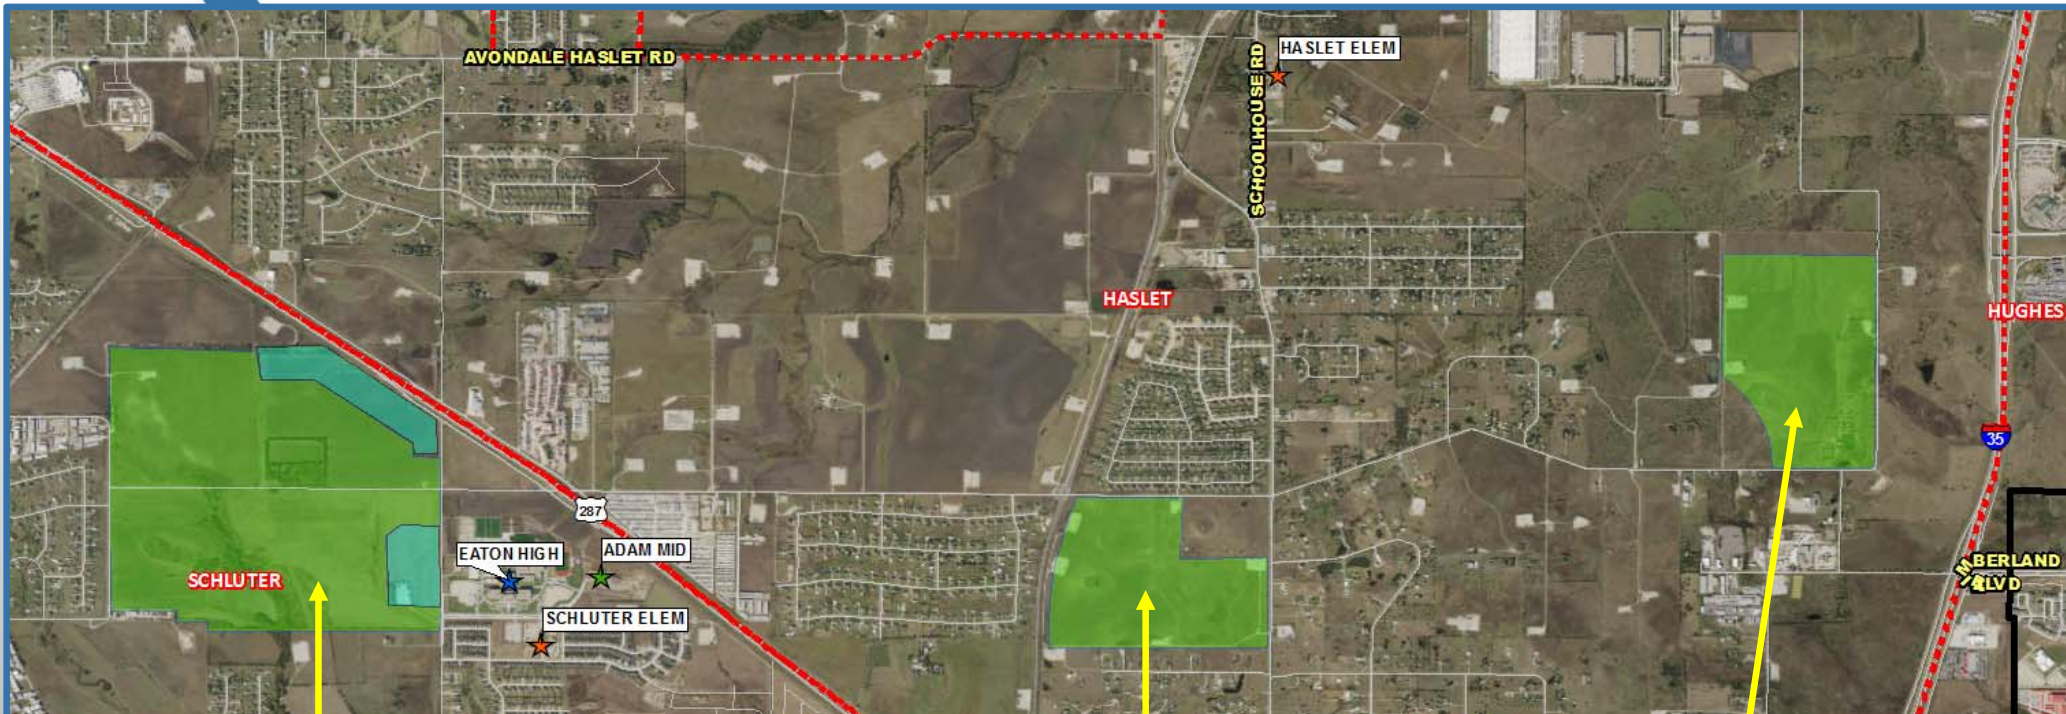 AVONDALE HASLET RD
HASLET ELEM
SCHOOLHOUSE RD
HASLET
HUGHES
35
287
EATON HIGH
ADAM MID
SCHLUTER
SCHLUTER ELEM
BERLAND
BLVD